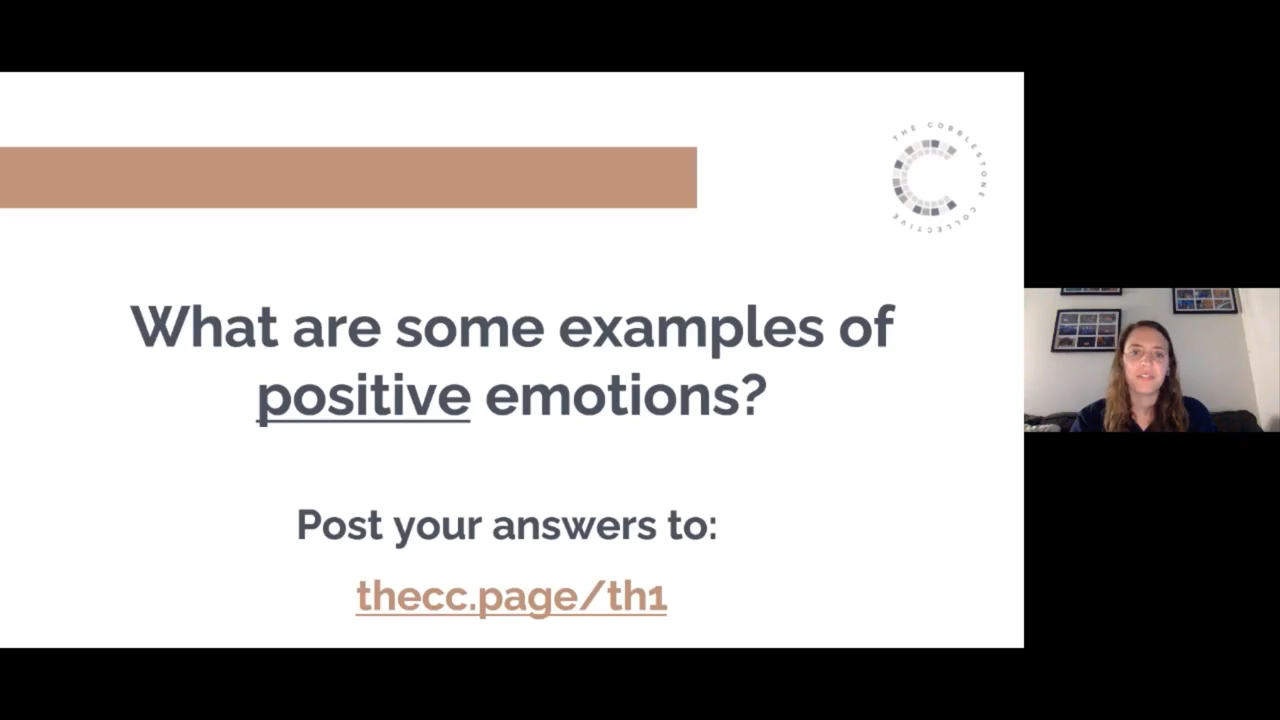 THE COBBLESTONE COLLECTIVE
What are some examples of
positive emotions?
Post your answers to:
thecc.page/th1